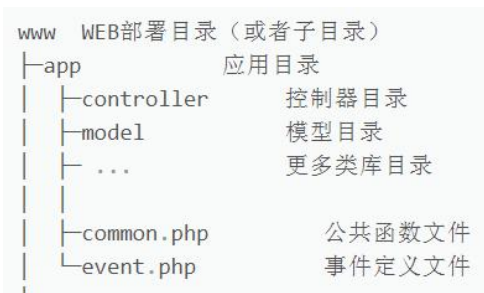 www  WEB部署目录（或者子目录）
├─app           应用目录
│  ├─controller      控制器目录
│  ├─model           模型目录
│  ├─ ...            更多类库目录
│  │
│  ├─common.php         公共函数文件
│  └─event.php          事件定义文件